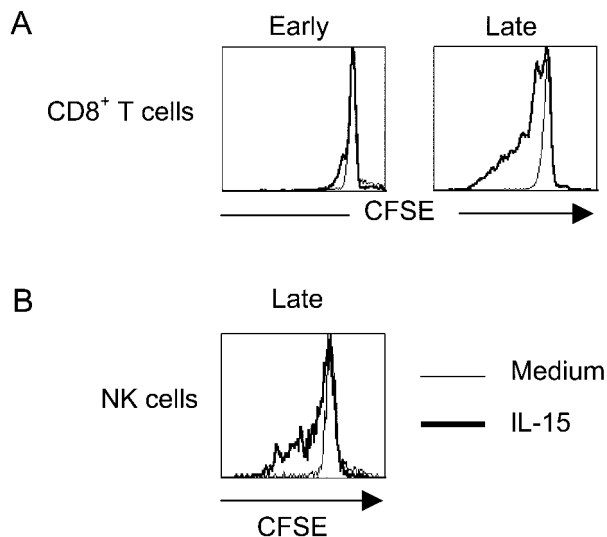 A
Early
Late
CD8+ T cells
CFSE
B
Late
NK cells
Medium
IL-15
CFSE